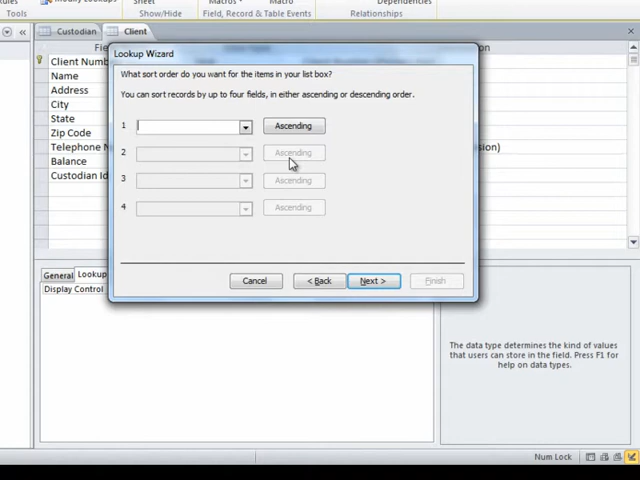 Modify Lookups
Sheet
Macros
Macro
Dependencies
Tools
Show/Hide
Field, Record & Table Events
Relationships
Custodian
Client
Lookup Wizard
Client Numb
Name
Address
City
State
Zip Code
Telephone N
Balance
Custodian Id
What sort order do you want for the items in your list box?
You can sort records by up to four fields, in either ascending or descending order.
1
Ascending
2
Ascending
3
Ascending
4
Ascending
Cancel
< Back
Next >
Finish
General
Lookup
Display Control
The data type determines the kind of values
that users can store in the field. Press F1 for
help on data types.
Num Lock